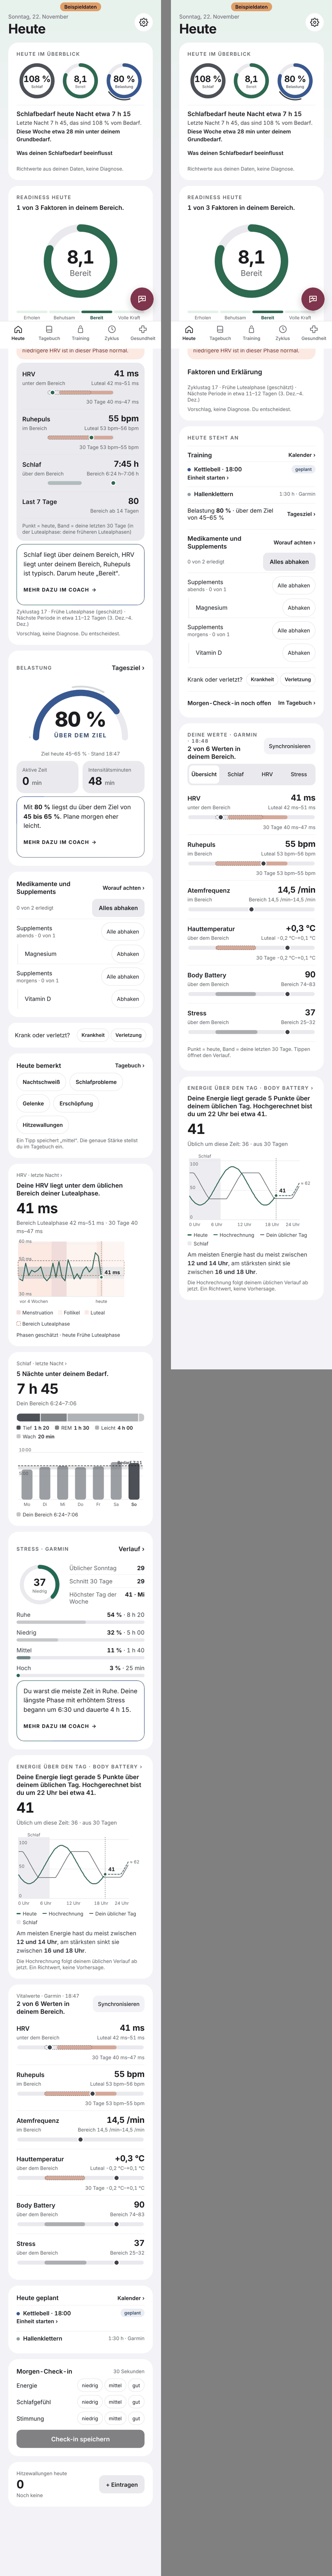 Beispieldaten
Sonntag, 22. November
Heute
HEUTE IM ÜBERBLICK
108 %
Schlaf
8,1
Bereit
80 %
Belastung
Schlafbedarf heute Nacht etwa 7 h 15
Letzte Nacht 7 h 45, das sind 108 % vom Bedarf.
Diese Woche etwa 28 min unter deinem
Grundbedarf.
Was deinen Schlafbedarf beeinflusst
Richtwerte aus deinen Daten, keine Diagnose.
READINESS HEUTE
1 von 3 Faktoren in deinem Bereich.
8,1
Bereit
Erholen
Behutsam
Bereit
Volle Kraft
Heute
Tagebuch
Training
Zyklus
Gesundheit
niedrigere HRV ist in dieser Phase normal.
HRV
41 ms
unter dem Bereich
Luteal 42 ms–51 ms
30 Tage 40 ms–47 ms
Ruhepuls
55 bpm
im Bereich
Luteal 53 bpm–56 bpm
30 Tage 53 bpm–55 bpm
Schlaf
7:45 h
über dem Bereich
Bereich 6:24 h–7:06 h
Last 7 Tage
80
Bereich ab 14 Tagen
Punkt = heute, Band = deine letzten 30 Tage (in
der Lutealphase: deine früheren Lutealphasen)
Schlaf liegt über deinem Bereich, HRV
liegt unter deinem Bereich, Ruhepuls
ist typisch. Darum heute „Bereit“.
MEHR DAZU IM COACH →
Zyklustag 17 · Frühe Lutealphase (geschätzt) ·
Nächste Periode in etwa 11–12 Tagen (3. Dez.–4.
Dez.)
Vorschlag, keine Diagnose. Du entscheidest.
BELASTUNG
Tagesziel ›
80 %
ÜBER DEM ZIEL
Ziel heute 45–65 % · Stand 18:47
Aktive Zeit
0 min
Intensitätsminuten
48 min
Mit 80 % liegst du über dem Ziel von
45 bis 65 %. Plane morgen eher
leicht.
MEHR DAZU IM COACH →
Medikamente und
Supplements
Worauf achten ›
0 von 2 erledigt
Alles abhaken
Supplements
abends · 0 von 1
Alle abhaken
Magnesium
Abhaken
Supplements
morgens · 0 von 1
Alle abhaken
Vitamin D
Abhaken
Krank oder verletzt?
Krankheit
Verletzung
Heute bemerkt
Tagebuch ›
Nachtschweiß
Schlafprobleme
Gelenke
Erschöpfung
Hitzewallungen
Ein Tipp speichert „mittel“. Die genaue Stärke stellst
du im Tagebuch ein.
HRV · letzte Nacht ›
Deine HRV liegt unter dem üblichen
Bereich deiner Lutealphase.
41 ms
Bereich Lutealphase 42 ms–51 ms · 30 Tage 40
ms–47 ms
60 ms
50 ms
30 ms
41 ms
vor 4 Wochen
heute
Menstruation
Follikel
Luteal
Bereich Lutealphase
Phasen geschätzt · heute Frühe Lutealphase
Schlaf · letzte Nacht ›
5 Nächte unter deinem Bedarf.
7 h 45
Dein Bereich 6:24–7:06
Tief 1 h 20
REM 1 h 30
Leicht 4 h 00
Wach 20 min
10:00
Mo
Di
Mi
Do
Fr
Sa
So
Dein Bereich 6:24–7:06
STRESS · GARMIN
Verlauf ›
37
Niedrig
Üblicher Sonntag
29
Schnitt 30 Tage
29
Höchster Tag der
Woche
41 · Mi
Ruhe
54 % · 8 h 20
Niedrig
32 % · 5 h 00
Mittel
11 % · 1 h 40
Hoch
3 % · 25 min
Du warst die meiste Zeit in Ruhe. Deine
längste Phase mit erhöhtem Stress
begann um 6:30 und dauerte 4 h 15.
MEHR DAZU IM COACH →
ENERGIE ÜBER DEN TAG · BODY BATTERY ›
Deine Energie liegt gerade 5 Punkte über
deinem üblichen Tag. Hochgerechnet bist
du um 22 Uhr bei etwa 41.
41
Üblich um diese Zeit: 36 · aus 30 Tagen
Schlaf
100
50
0
41
≈ 62
0 Uhr
6 Uhr
12 Uhr
18 Uhr
24 Uhr
Heute
Hochrechnung
Dein üblicher Tag
Schlaf
Am meisten Energie hast du meist zwischen
12 und 14 Uhr, am stärksten sinkt sie
zwischen 16 und 18 Uhr.
Die Hochrechnung folgt deinem üblichen Verlauf ab
jetzt. Ein Richtwert, keine Vorhersage.
Vitalwerte · Garmin · 18:47
2 von 6 Werten in
deinem Bereich.
Synchronisieren
HRV
41 ms
unter dem Bereich
Luteal 42 ms–51 ms
30 Tage 40 ms–47 ms
Ruhepuls
55 bpm
im Bereich
Luteal 53 bpm–56 bpm
30 Tage 53 bpm–55 bpm
Atemfrequenz
14,5 /min
im Bereich
Bereich 14,5 /min–14,5 /min
Hauttemperatur
+0,3 °C
über dem Bereich
Luteal -0,2 °C–+0,1 °C
30 Tage -0,2 °C–+0,1 °C
Body Battery
90
über dem Bereich
Bereich 74–83
Stress
37
über dem Bereich
Bereich 25–32
Heute geplant
Kalender ›
Kettlebell · 18:00
geplant
Einheit starten ›
Hallenklettern
1:30 h · Garmin
Morgen-Check-in
30 Sekunden
Energie
niedrig
mittel
gut
Schlafgefühl
niedrig
mittel
gut
Stimmung
niedrig
mittel
gut
Check-in speichern
Hitzewallungen heute
0
Noch keine
+ Eintragen
Beispieldaten
Sonntag, 22. November
Heute
HEUTE IM ÜBERBLICK
108 %
Schlaf
8,1
Bereit
80 %
Belastung
Schlafbedarf heute Nacht etwa 7 h 15
Letzte Nacht 7 h 45, das sind 108 % vom Bedarf.
Diese Woche etwa 28 min unter deinem
Grundbedarf.
Was deinen Schlafbedarf beeinflusst
Richtwerte aus deinen Daten, keine Diagnose.
READINESS HEUTE
1 von 3 Faktoren in deinem Bereich.
8,1
Bereit
Erholen
Behutsam
Bereit
Volle Kraft
Heute
Tagebuch
Training
Zyklus
Gesundheit
niedrigere HRV ist in dieser Phase normal.
Faktoren und Erklärung
Zyklustag 17 · Frühe Lutealphase (geschätzt) ·
Nächste Periode in etwa 11–12 Tagen (3. Dez.–4.
Dez.)
Vorschlag, keine Diagnose. Du entscheidest.
HEUTE STEHT AN
Training
Kalender ›
Kettlebell · 18:00
geplant
Einheit starten ›
Hallenklettern
1:30 h · Garmin
Belastung 80 % · über dem Ziel
von 45–65 %
Tagesziel ›
Medikamente und
Supplements
Worauf achten ›
0 von 2 erledigt
Alles abhaken
Supplements
abends · 0 von 1
Alle abhaken
Magnesium
Abhaken
Supplements
morgens · 0 von 1
Alle abhaken
Vitamin D
Abhaken
Krank oder verletzt?
Krankheit
Verletzung
Morgen-Check-in noch offen
Im Tagebuch ›
DEINE WERTE · GARMIN
· 18:46
2 von 6 Werten in
deinem Bereich.
Synchronisieren
Übersicht
Schlaf
HRV
Stress
HRV
41 ms
unter dem Bereich
Luteal 42 ms–51 ms
30 Tage 40 ms–47 ms
Ruhepuls
55 bpm
im Bereich
Luteal 53 bpm–56 bpm
30 Tage 53 bpm–55 bpm
Atemfrequenz
14,5 /min
im Bereich
Bereich 14,5 /min–14,5 /min
Hauttemperatur
+0,3 °C
über dem Bereich
Luteal -0,2 °C–+0,1 °C
30 Tage -0,2 °C–+0,1 °C
Body Battery
90
über dem Bereich
Bereich 74–83
Stress
37
über dem Bereich
Bereich 25–32
Punkt = heute, Band = deine letzten 30 Tage. Tippen
öffnet den Verlauf.
ENERGIE ÜBER DEN TAG · BODY BATTERY ›
Deine Energie liegt gerade 5 Punkte über
deinem üblichen Tag. Hochgerechnet bist
du um 22 Uhr bei etwa 41.
41
Üblich um diese Zeit: 36 · aus 30 Tagen
Schlaf
100
50
0
41
≈ 62
0 Uhr
6 Uhr
12 Uhr
18 Uhr
24 Uhr
Heute
Hochrechnung
Dein üblicher Tag
Schlaf
Am meisten Energie hast du meist zwischen
12 und 14 Uhr, am stärksten sinkt sie
zwischen 16 und 18 Uhr.
Die Hochrechnung folgt deinem üblichen Verlauf ab
jetzt. Ein Richtwert, keine Vorhersage.